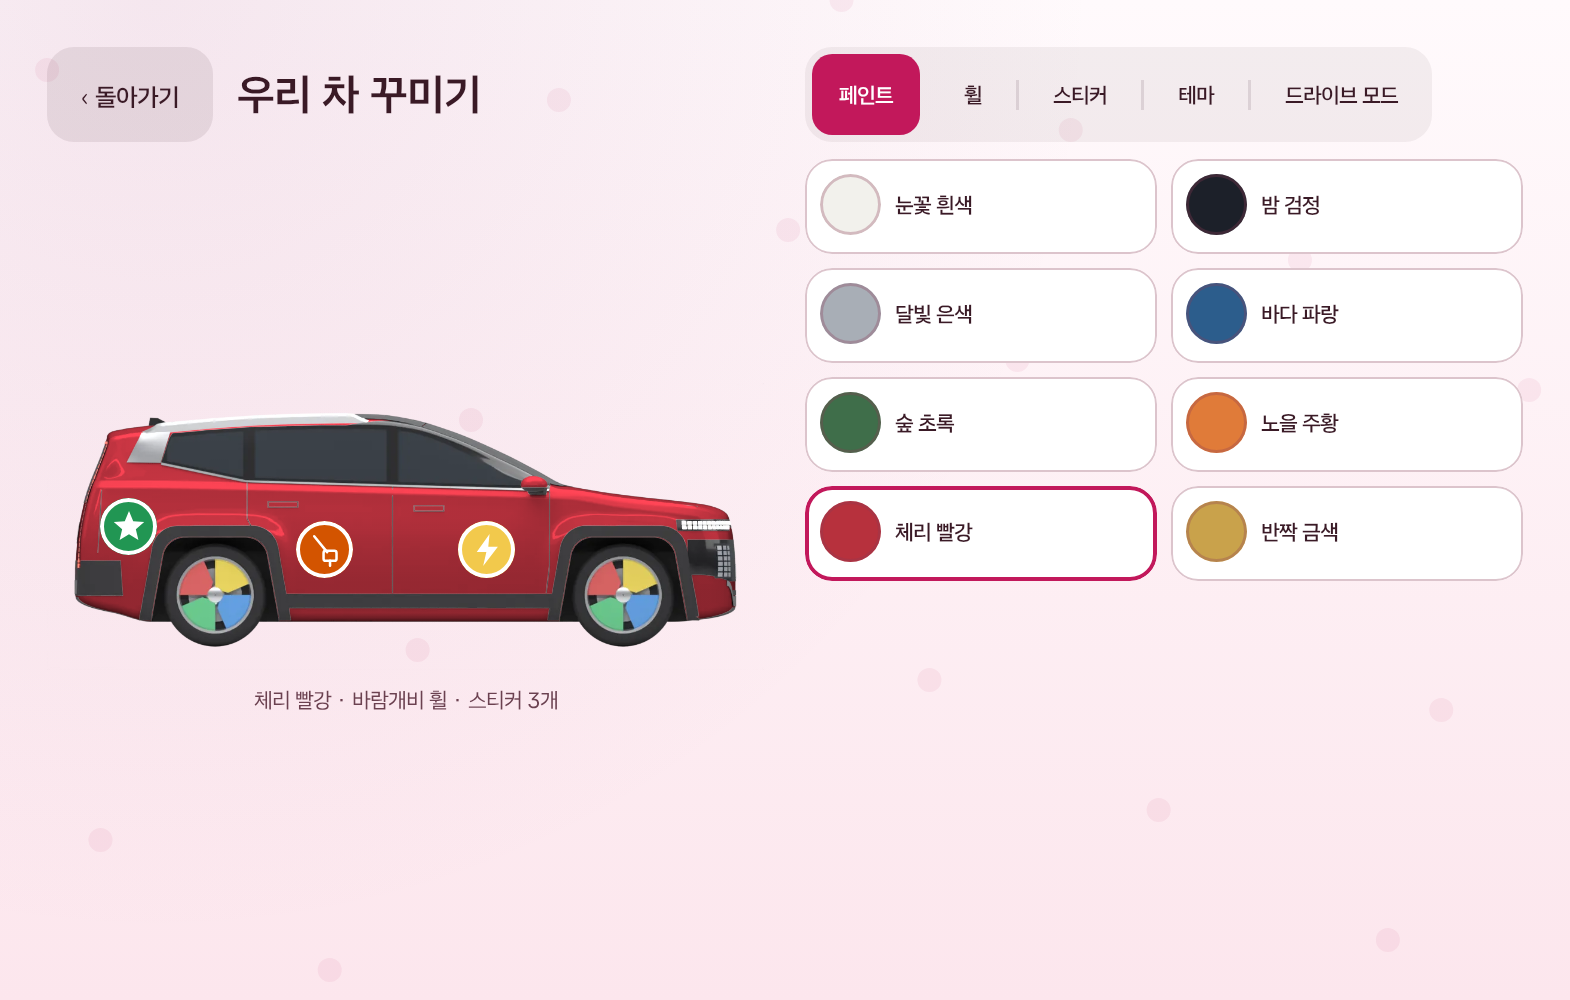 ‹ 돌아가기
우리 차 꾸미기
페인트
휠
스티커
테마
드라이브 모드
눈꽃 흰색
밤 검정
달빛 은색
바다 파랑
숲 초록
노을 주황
체리 빨강
반짝 금색
체리 빨강 · 바람개비 휠 · 스티커 3개